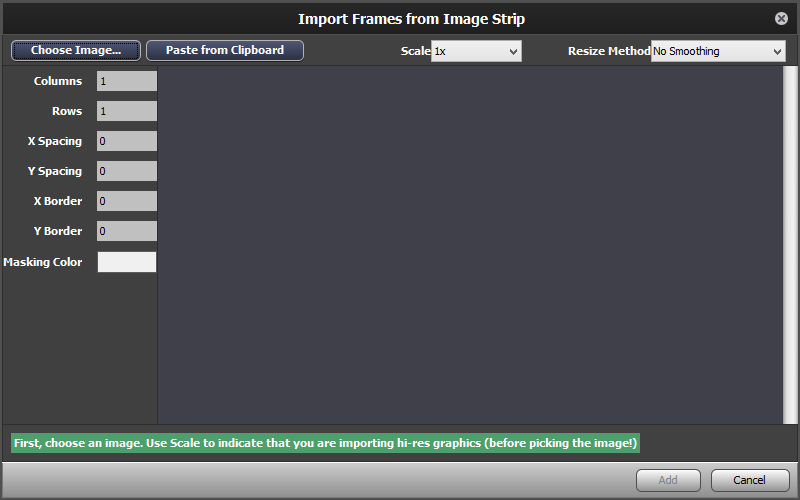 Import Frames from Image Strip
Choose Image... Paste from Clipboard Scale 1x Resize Method No Smoothing
Columns 1
Rows 1
X Spacing 0
Y Spacing 0
X Border 0
Y Border 0
Masking Color
First, choose an image. Use Scale to indicate that you are importing hi-res graphics (before picking the image!)
Add Cancel